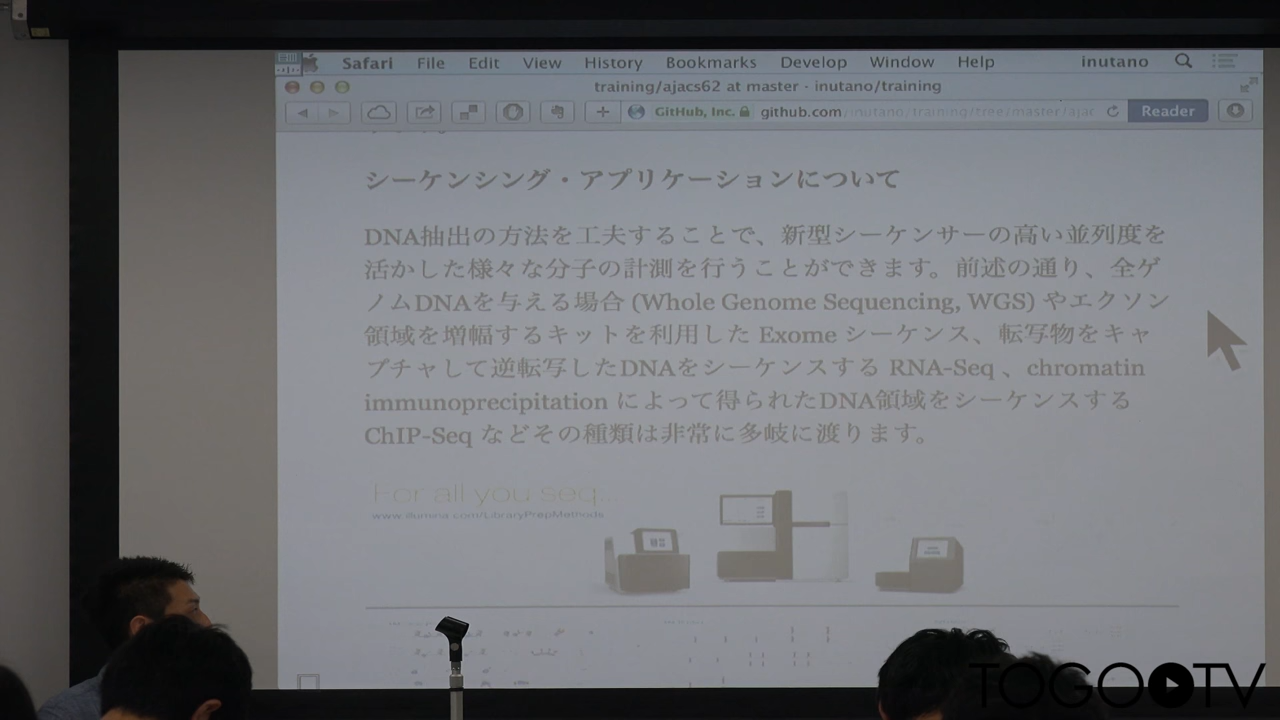 Safari File Edit View History Bookmarks Develop Window Help inutano
training/ajacs62 at master - inutano/training
GitHub, Inc. github.com/inutano/training/tree/master/ajac Reader
シーケンシング・アプリケーションについて
DNA抽出の方法を工夫することで、新型シーケンサーの高い並列度を
活かした様々な分子の計測を行うことができます。前述の通り、全ゲ
ノムDNAを与える場合 (Whole Genome Sequencing, WGS) やエクソン
領域を増幅するキットを利用した Exome シーケンス、転写物をキャ
プチャして逆転写したDNAをシーケンスする RNA-Seq 、chromatin
immunoprecipitation によって得られたDNA領域をシーケンスする
ChIP-Seq などその種類は非常に多岐に渡ります。
For all you seq...
www.illumina.com/LibraryPrepMethods
TOGOTV